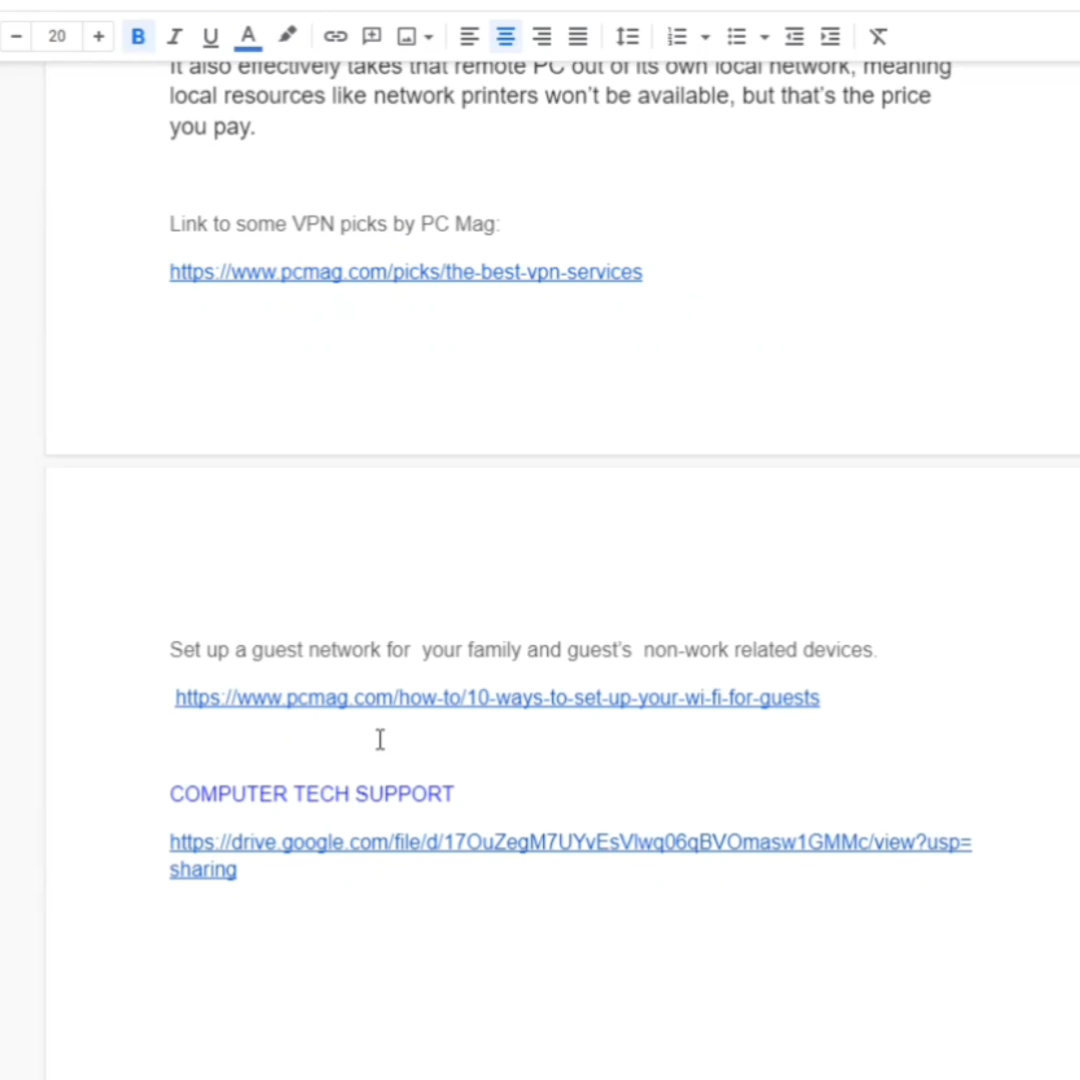 20
B I U A
It also effectively takes that remote PC out of its own local network, meaning
local resources like network printers won’t be available, but that’s the price
you pay.
Link to some VPN picks by PC Mag:
https://www.pcmag.com/picks/the-best-vpn-services
Set up a guest network for  your family and guest's  non-work related devices.
https://www.pcmag.com/how-to/10-ways-to-set-up-your-wi-fi-for-guests
COMPUTER TECH SUPPORT
https://drive.google.com/file/d/17OuZegM7UYvEsVlwq06qBVOmasw1GMMc/view?usp=
sharing